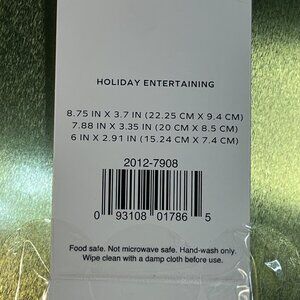 HOLIDAY ENTERTAINING
8.75 IN X 3.7 IN (22.25 CM X 9.4 CM)
7.88 IN X 3.35 IN (20 CM X 8.5 CM)
6 IN X 2.91 IN (15.24 CM X 7.4 CM)
2012-7908
0 93108 01786 5
Food safe. Not microwave safe. Hand-wash only.
Wipe clean with a damp cloth before use.